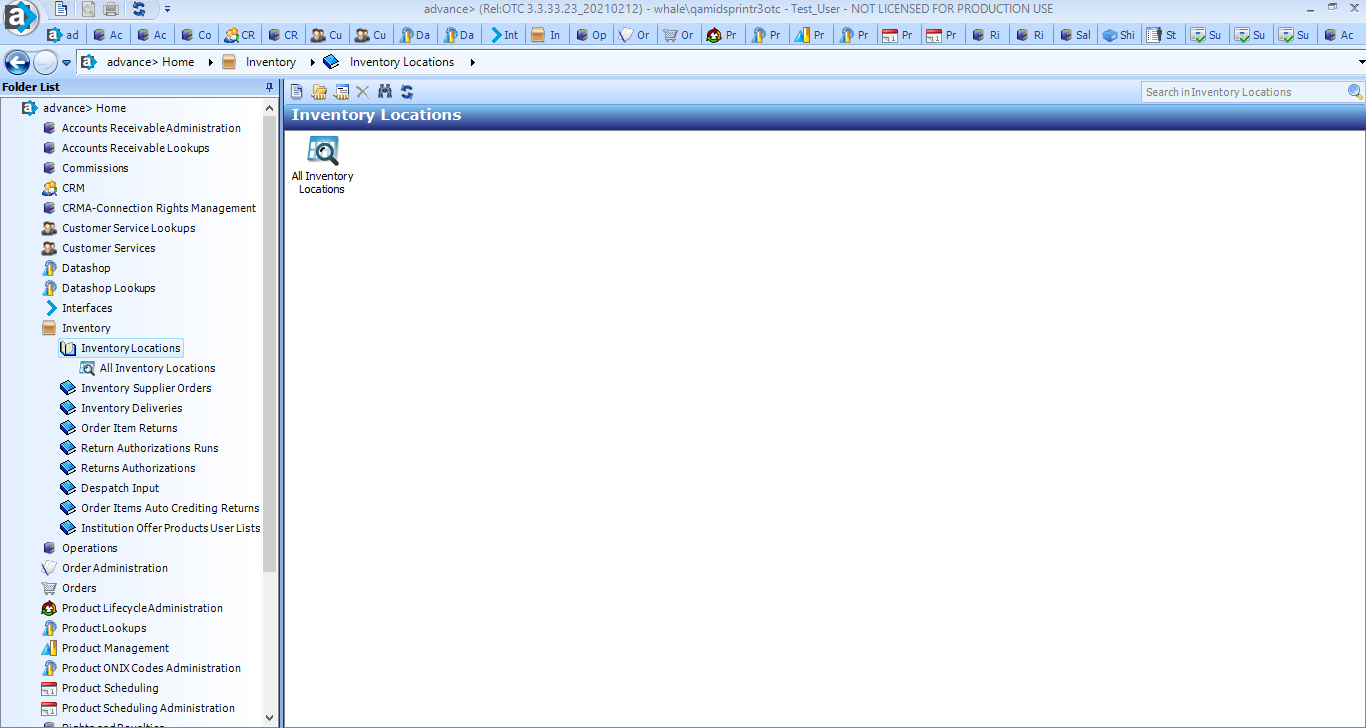 advance> (Rel:OTC 3.3.33.23_20210212) - whale\qamidsprintr3otc - Test_User - NOT LICENSED FOR PRODUCTION USE
ad Ac Ac Co CR CR Cu Cu Da Da Int In Op Or Or Pr Pr Pr Pr Pr Pr Ri Ri Sal Shi St Su Su Su Ac
advance> Home Inventory Inventory Locations
Folder List
Search in Inventory Locations
advance> Home
Accounts Receivable Administration
Accounts Receivable Lookups
Commissions
CRM
CRMA-Connection Rights Management
Customer Service Lookups
Customer Services
Datashop
Datashop Lookups
Interfaces
Inventory
Inventory Locations
All Inventory Locations
Inventory Supplier Orders
Inventory Deliveries
Order Item Returns
Return Authorizations Runs
Returns Authorizations
Despatch Input
Order Items Auto Crediting Returns
Institution Offer Products User Lists
Operations
Order Administration
Orders
Product Lifecycle Administration
Product Lookups
Product Management
Product ONIX Codes Administration
Product Scheduling
Product Scheduling Administration
Rights and Royalties
Inventory Locations
All Inventory
Locations